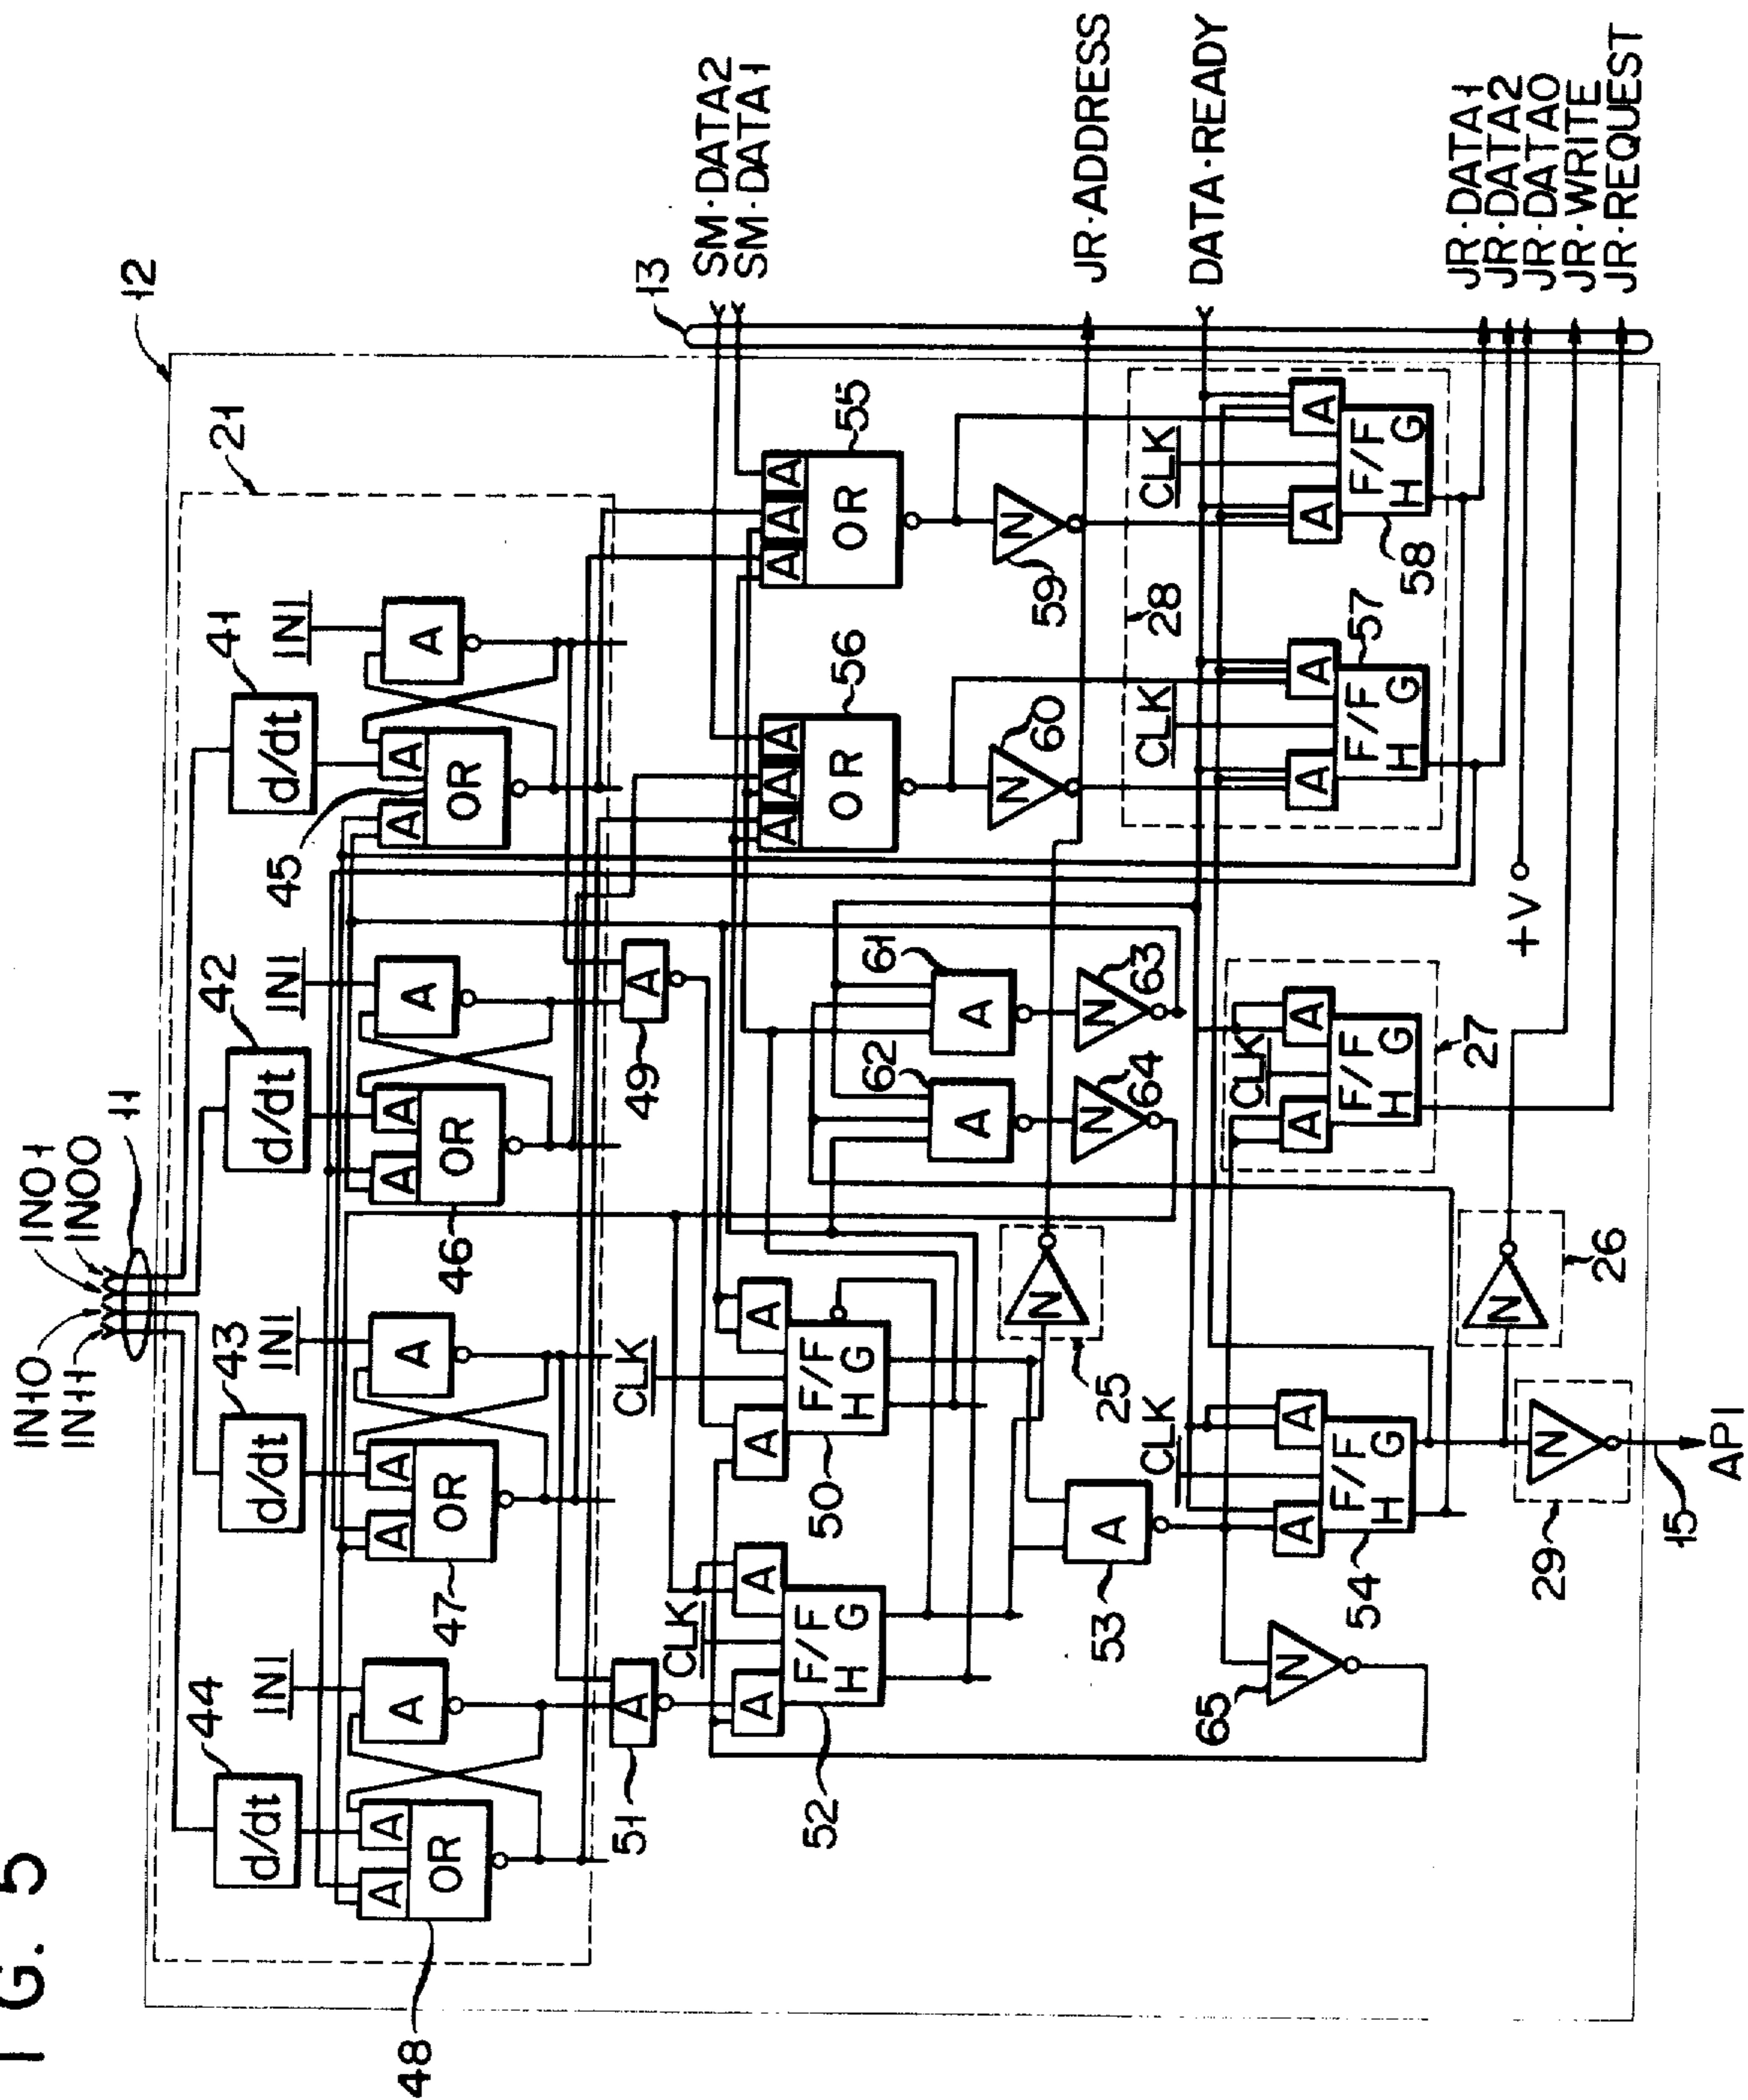 FIG. 5
IN11
IN10
IN01
IN00
11
12
21
44
43
42
41
d/dt
d/dt
d/dt
d/dt
INI
INI
INI
INI
A
A
A
A
A
A
A
A
A
A
A
A
OR
OR
OR
OR
48
47
46
45
51
A
49
A
13
SM·DATA2
SM·DATA1
CLK
CLK
A
A
A
A
F/F
H
G
F/F
H
G
52
50
62
A
61
A
64
N
63
N
A
A
A
OR
56
A
A
A
OR
55
N
60
N
59
JR·ADDRESS
DATA·READY
N
25
53
A
65
N
28
CLK
A
A
F/F
H
G
54
CLK
A
A
F/F
H
G
27
CLK
A
A
F/F
H
G
57
CLK
A
A
F/F
H
G
58
N
26
N
29
15
API
+V
JR·DATA1
JR·DATA2
JR·DATA0
JR·WRITE
JR·REQUEST